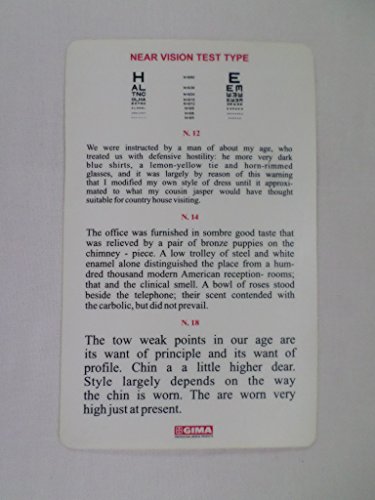 NEAR VISION TEST TYPE
H E
A L E M
T N C
N. 12
We were instructed by a man of about my age, who
treated us with defensive hostility: he more very dark
blue shirts, a lemon-yellow tie and horn-rimmed
glasses, and it was largely by reason of this warning
that I modified my own style of dress until it approxi-
mated to what my cousin jasper would have thought
suitable for country house visiting.
N. 14
The office was furnished in sombre good taste that
was relieved by a pair of bronze puppies on the
chimney - piece. A low trolley of steel and white
enamel alone distinguished the place from a hun-
dred thousand modern American reception- rooms;
that and the clinical smell. A bowl of roses stood
beside the telephone; their scent contended with
the carbolic, but did not prevail.
N. 18
The tow weak points in our age are
its want of principle and its want of
profile. Chin a a little higher dear.
Style largely depends on the way
the chin is worn. The are worn very
high just at present.
GIMA